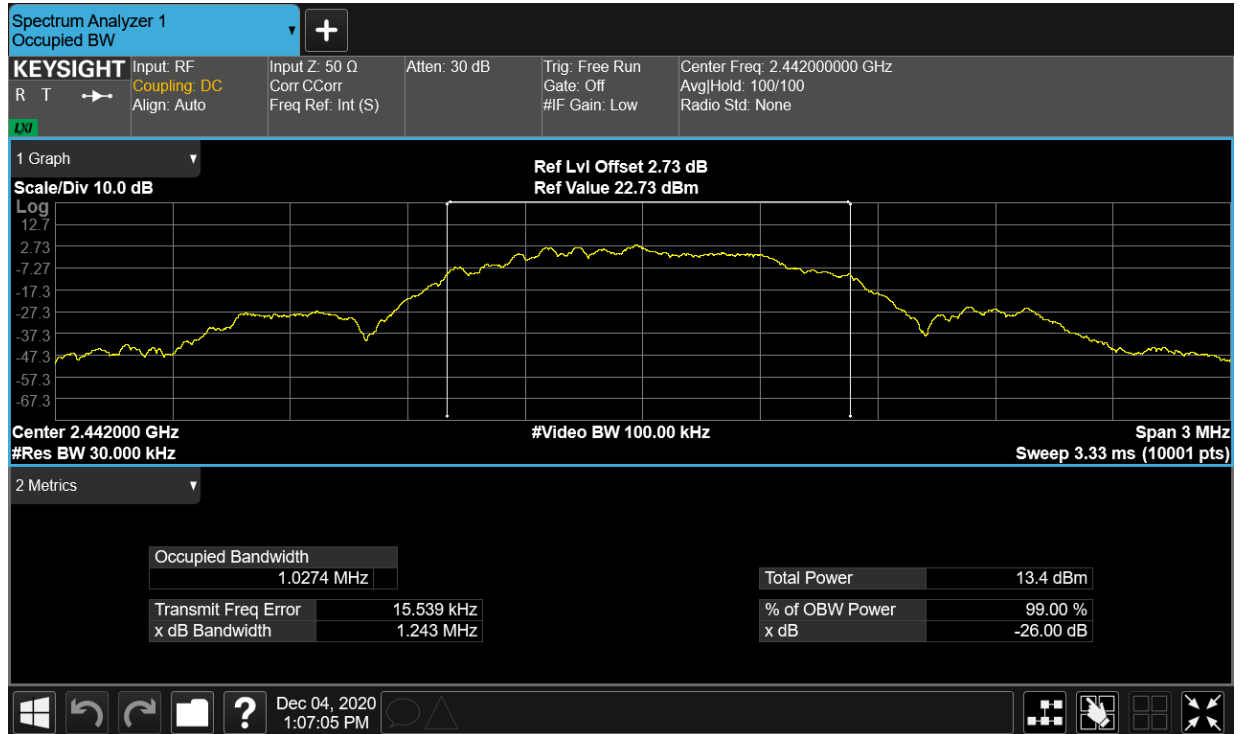 Spectrum Analyzer 1
Occupied BW
▼
+
KEYSIGHT
R T
LXI
Input: RF
Coupling: DC
Align: Auto
Input Z: 50 Ω
Corr CCorr
Freq Ref: Int (S)
Atten: 30 dB
Trig: Free Run
Gate: Off
#IF Gain: Low
Center Freq: 2.442000000 GHz
Avg|Hold: 100/100
Radio Std: None
1 Graph ▼
Scale/Div 10.0 dB
Ref Lvl Offset 2.73 dB
Ref Value 22.73 dBm
Log
12.7
2.73
-7.27
-17.3
-27.3
-37.3
-47.3
-57.3
-67.3
Center 2.442000 GHz
#Res BW 30.000 kHz
#Video BW 100.00 kHz
Span 3 MHz
Sweep 3.33 ms (10001 pts)
2 Metrics ▼
Occupied Bandwidth
1.0274 MHz
Transmit Freq Error 15.539 kHz
x dB Bandwidth 1.243 MHz
Total Power 13.4 dBm
% of OBW Power 99.00 %
x dB -26.00 dB
?
Dec 04, 2020
1:07:05 PM